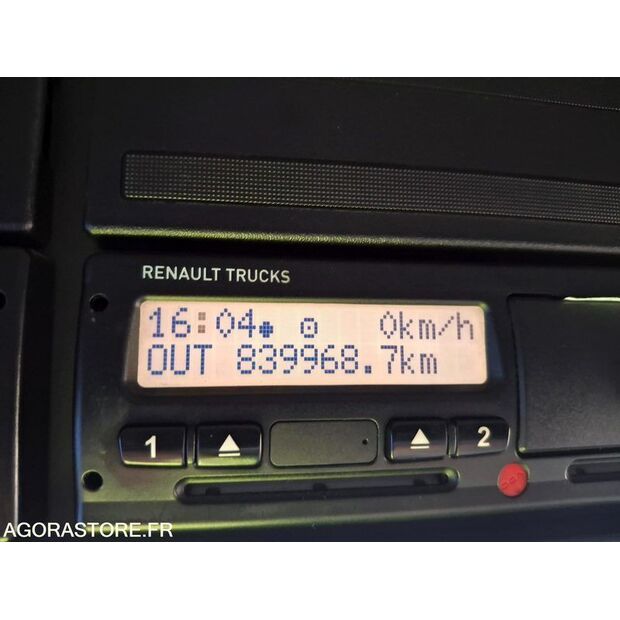 RENAULT TRUCKS
16:04 0km/h
OUT 839968.7km
1 2
AGORASTORE.FR